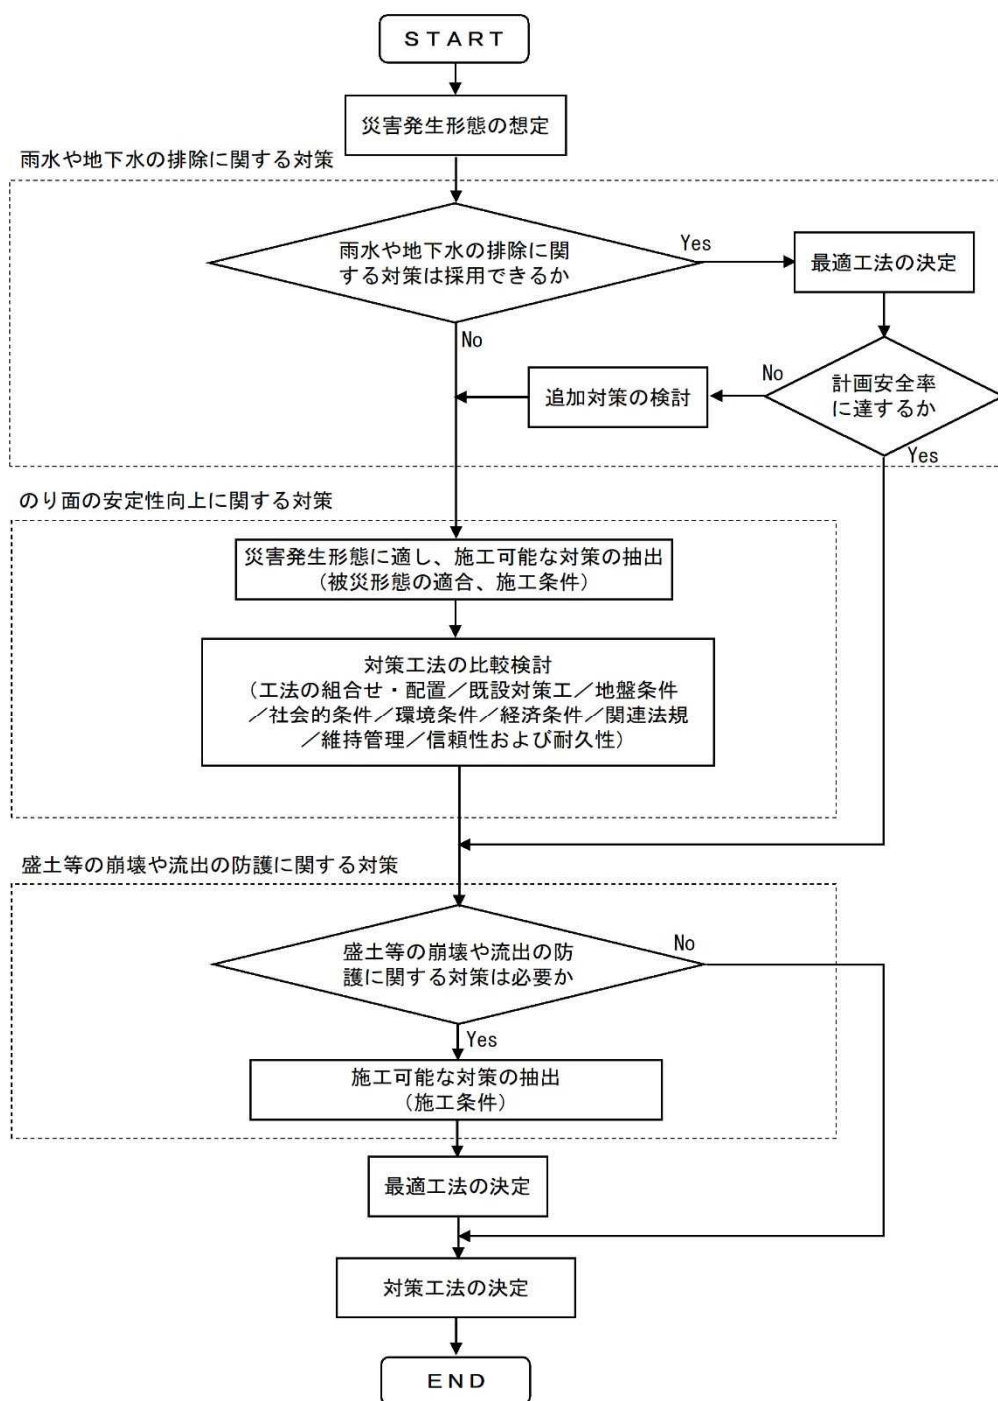 START
災害発生形態の想定
雨水や地下水の排除に関する対策
雨水や地下水の排除に関
する対策は採用できるか
Yes
最適工法の決定
No
追加対策の検討
No
計画安全率
に達するか
Yes
のり面の安定性向上に関する対策
災害発生形態に適し、施工可能な対策の抽出
(被災形態の適合、施工条件)
対策工法の比較検討
(工法の組合せ・配置/既設対策工/地盤条件
/社会的条件/環境条件/経済条件/関連法規
/維持管理/信頼性および耐久性)
盛土等の崩壊や流出の防護に関する対策
盛土等の崩壊や流出の防
護に関する対策は必要か
No
Yes
施工可能な対策の抽出
(施工条件)
最適工法の決定
対策工法の決定
END